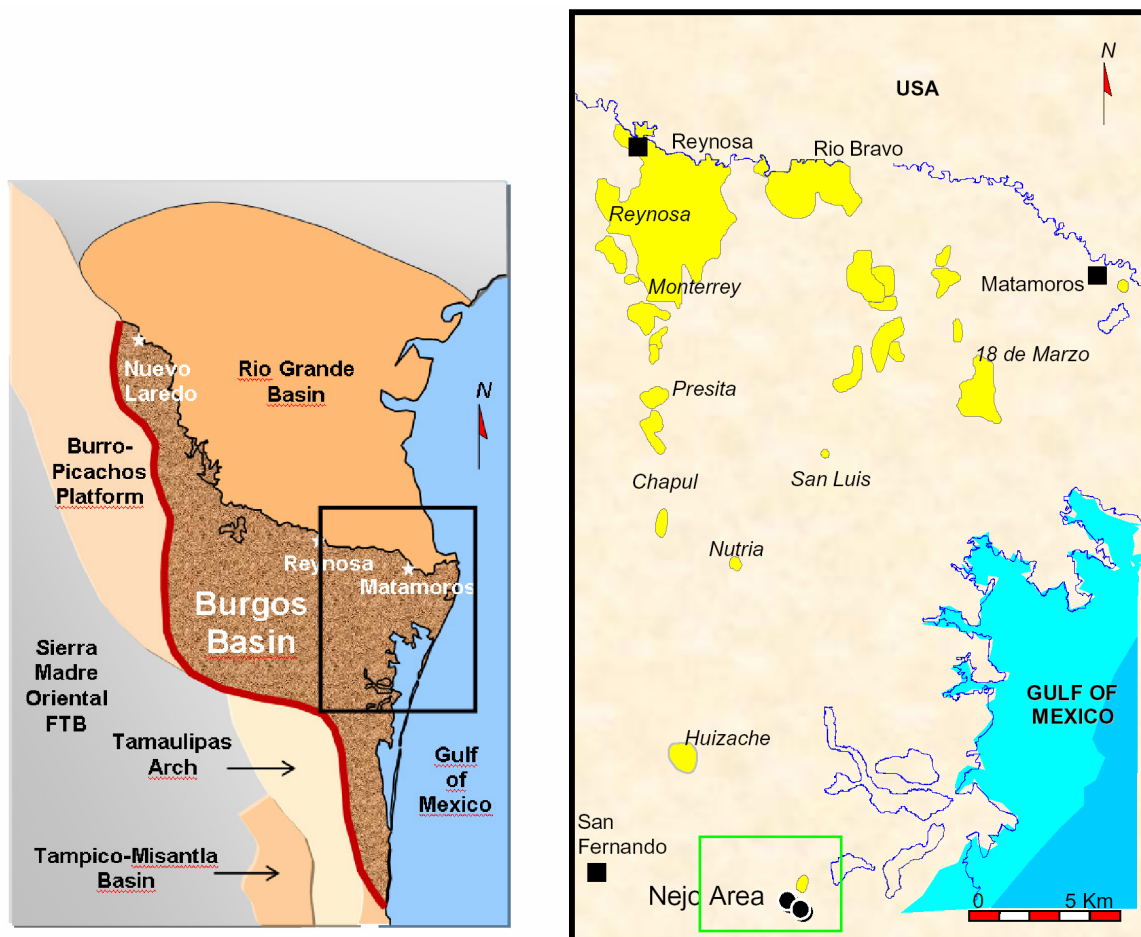 Nuevo
Laredo
Rio Grande
Basin
N
Burro-
Picachos
Platform
Reynosa
Matamoros
Burgos
Basin
Sierra
Madre
Oriental
FTB
Tamaulipas
Arch
Gulf
of
Mexico
Tampico-Misantla
Basin
N
USA
Reynosa
Rio Bravo
Reynosa
Monterrey
Matamoros
18 de Marzo
Presita
Chapul
San Luis
Nutria
GULF OF
MEXICO
Huizache
San
Fernando
Nejo Area
0 5 Km